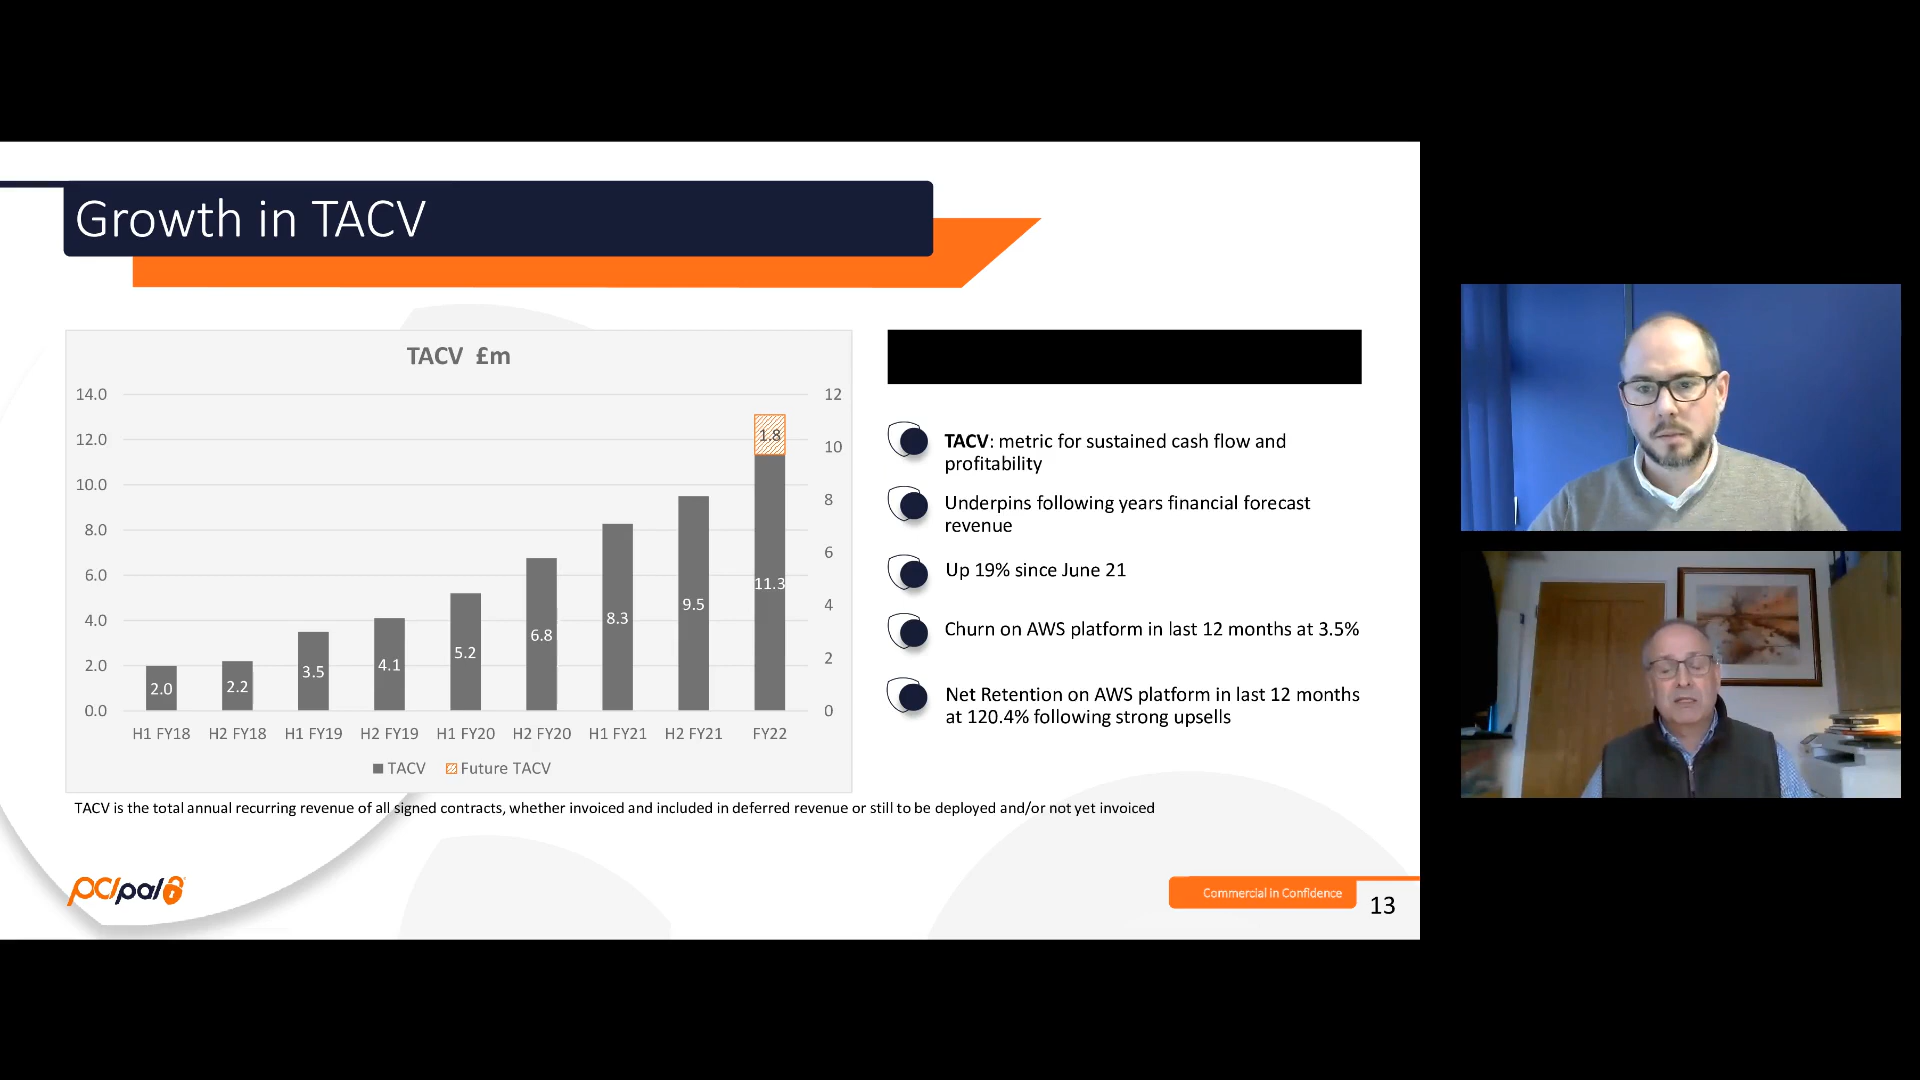 Growth in TACV
TACV £m
14.0
12.0
10.0
8.0
6.0
4.0
2.0
0.0
12
10
8
6
4
2
0
2.0
2.2
3.5
4.1
5.2
6.8
8.3
9.5
11.3
1.8
H1 FY18
H2 FY18
H1 FY19
H2 FY19
H1 FY20
H2 FY20
H1 FY21
H2 FY21
FY22
TACV
Future TACV
TACV: metric for sustained cash flow and
profitability
Underpins following years financial forecast
revenue
Up 19% since June 21
Churn on AWS platform in last 12 months at 3.5%
Net Retention on AWS platform in last 12 months
at 120.4% following strong upsells
TACV is the total annual recurring revenue of all signed contracts, whether invoiced and included in deferred revenue or still to be deployed and/or not yet invoiced
pcipal
Commercial in Confidence
13